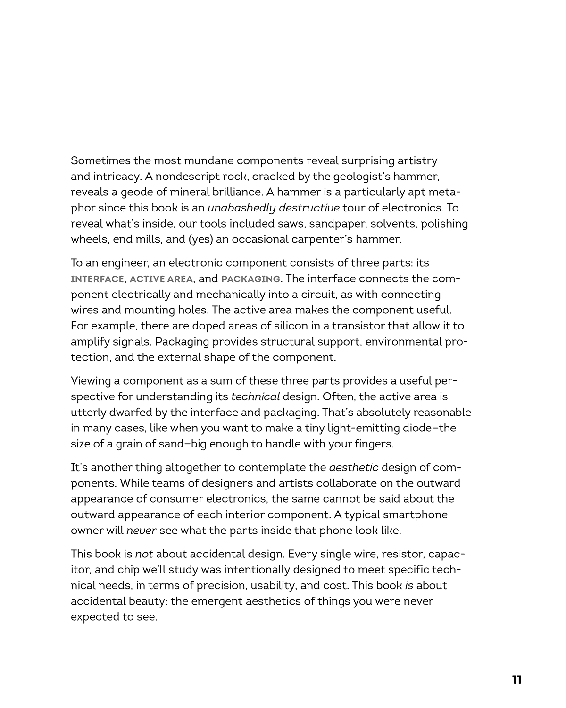 Sometimes the most mundane components reveal surprising artistry
and intricacy. A nondescript rock, cracked by the geologist's hammer,
reveals a geode of mineral brilliance. A hammer is a particularly apt meta-
phor since this book is an unabashedly destructive tour of electronics. To
reveal what's inside, our tools included saws, sandpaper, solvents, polishing
wheels, end mills, and (yes) an occasional carpenter's hammer.
To an engineer, an electronic component consists of three parts: its
INTERFACE, ACTIVE AREA, and PACKAGING. The interface connects the com-
ponent electrically and mechanically into a circuit, as with connecting
wires and mounting holes. The active area makes the component useful.
For example, there are doped areas of silicon in a transistor that allow it to
amplify signals. Packaging provides structural support, environmental pro-
tection, and the external shape of the component.
Viewing a component as a sum of these three parts provides a useful per-
spective for understanding its technical design. Often, the active area is
utterly dwarfed by the interface and packaging. That's absolutely reasonable
in many cases, like when you want to make a tiny light-emitting diode—the
size of a grain of sand—big enough to handle with your fingers.
It's another thing altogether to contemplate the aesthetic design of com-
ponents. While teams of designers and artists collaborate on the outward
appearance of consumer electronics, the same cannot be said about the
outward appearance of each interior component. A typical smartphone
owner will never see what the parts inside that phone look like.
This book is not about accidental design. Every single wire, resistor, capac-
itor, and chip we'll study was intentionally designed to meet specific tech-
nical needs, in terms of precision, usability, and cost. This book is about
accidental beauty: the emergent aesthetics of things you were never
expected to see.
11